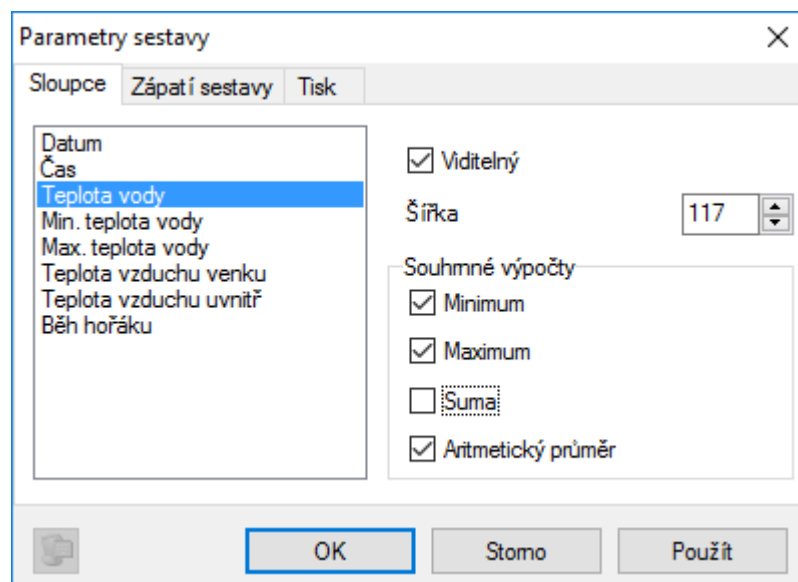 Parametry sestavy
Sloupce Zápatí sestavy Tisk
Datum
Čas
Teplota vody
Min. teplota vody
Max. teplota vody
Teplota vzduchu venku
Teplota vzduchu uvnitř
Běh hořáku
Viditelný
Šířka 117
Souhrnné výpočty
Minimum
Maximum
Suma
Aritmetický průměr
OK Storno Použít